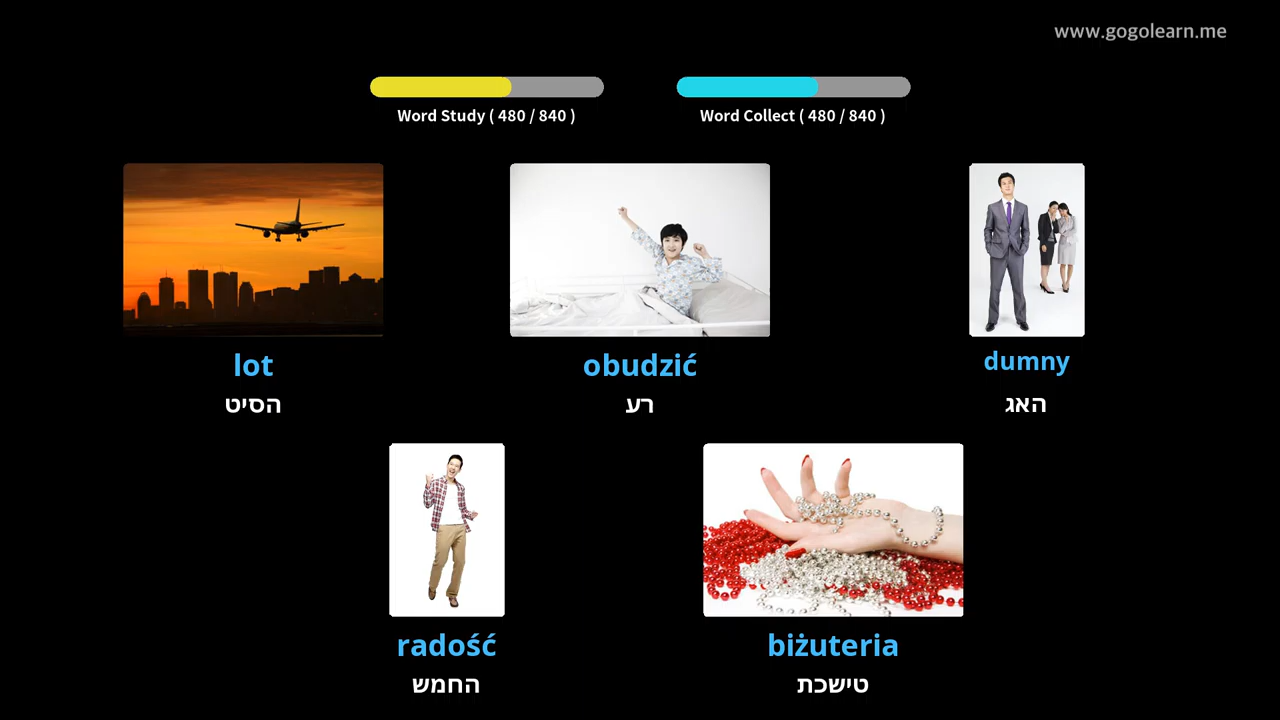 www.gogolearn.me
Word Study ( 480 / 840 )
Word Collect ( 480 / 840 )
lot
הסיט
obudzić
רע
dumny
האג
radość
החמש
biżuteria
טישכת